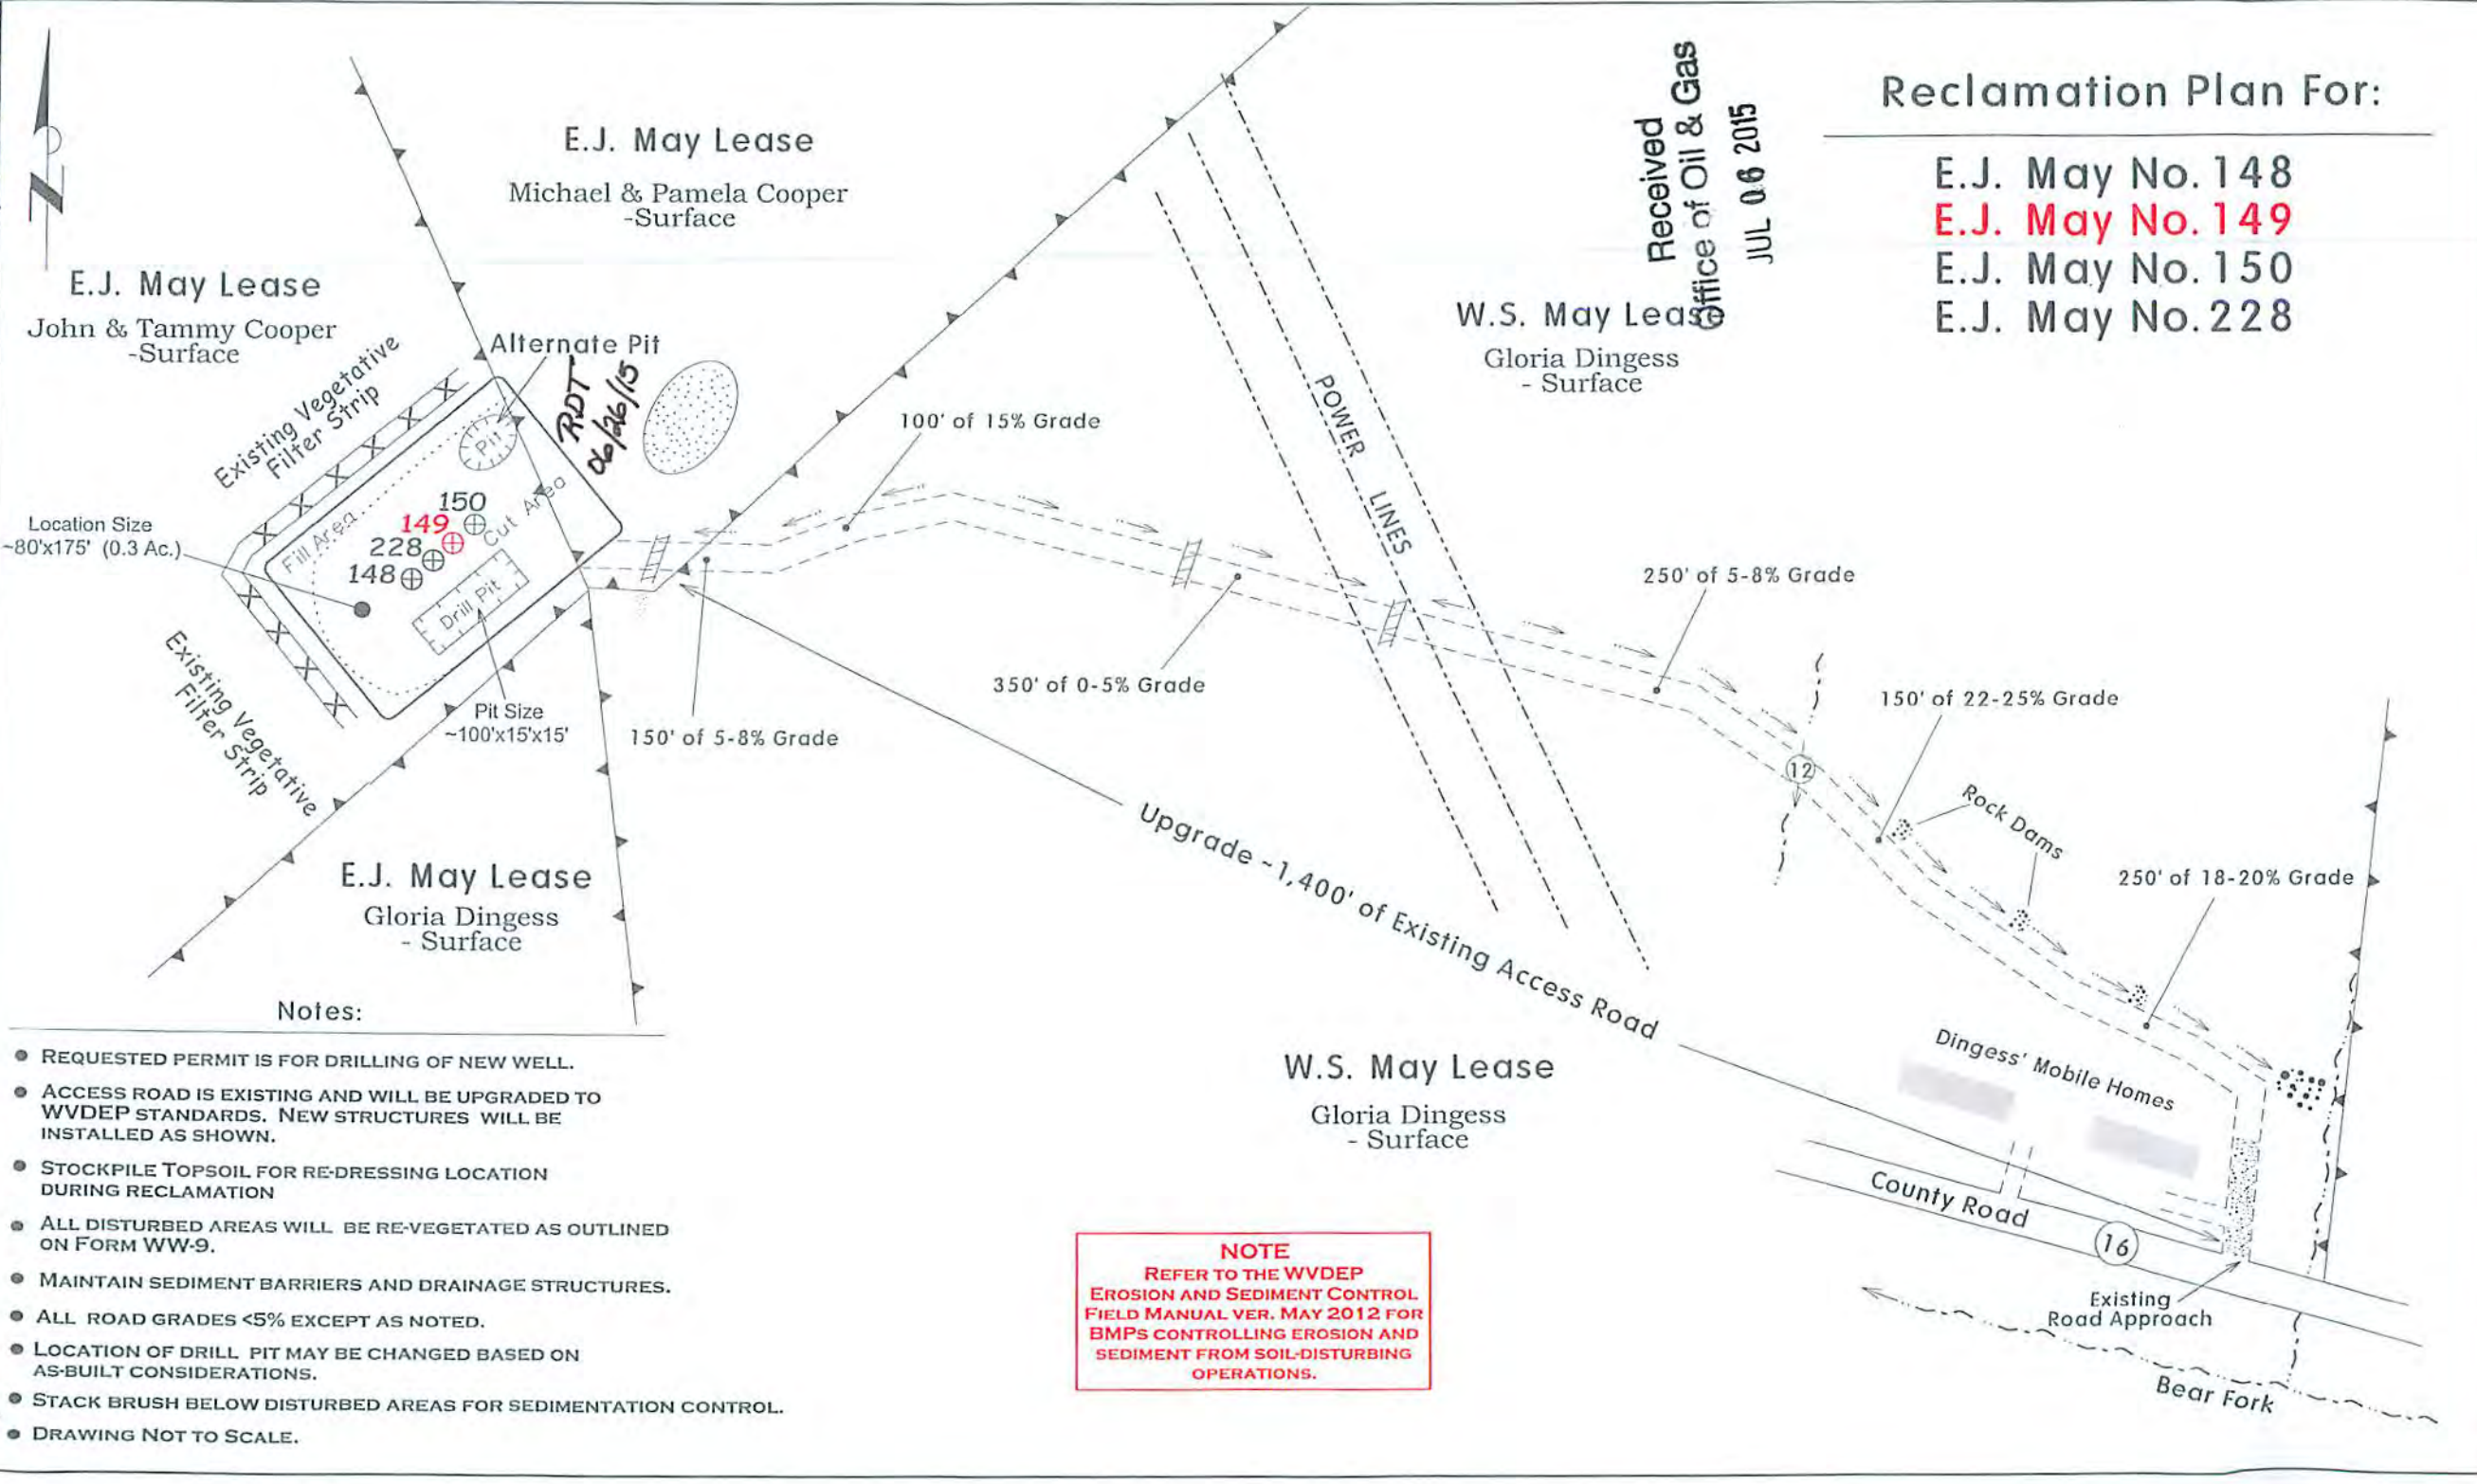 Reclamation Plan For:
E.J. May No. 148
E.J. May No. 149
E.J. May No. 150
E.J. May No. 228
Received
Office of Oil & Gas
JUL 06 2015
N
E.J. May Lease
Michael & Pamela Cooper
-Surface
E.J. May Lease
John & Tammy Cooper
-Surface
W.S. May Lease
Gloria Dingess
- Surface
Existing Vegetative
Filter Strip
Alternate Pit
RDT
06/26/15
Pit
Location Size
~80'x175' (0.3 Ac.)
Fill Area
Cut Area
150
149
228
148
Drill Pit
Pit Size
~100'x15'x15'
Existing Vegetative
Filter Strip
100' of 15% Grade
150' of 5-8% Grade
350' of 0-5% Grade
POWER LINES
250' of 5-8% Grade
150' of 22-25% Grade
12
Rock Dams
250' of 18-20% Grade
Upgrade ~1,400' of Existing Access Road
E.J. May Lease
Gloria Dingess
- Surface
W.S. May Lease
Gloria Dingess
- Surface
Dingess' Mobile Homes
County Road
16
Existing
Road Approach
Bear Fork
Notes:
REQUESTED PERMIT IS FOR DRILLING OF NEW WELL.
ACCESS ROAD IS EXISTING AND WILL BE UPGRADED TO
WVDEP STANDARDS. NEW STRUCTURES WILL BE
INSTALLED AS SHOWN.
STOCKPILE TOPSOIL FOR RE-DRESSING LOCATION
DURING RECLAMATION
ALL DISTURBED AREAS WILL BE RE-VEGETATED AS OUTLINED
ON FORM WW-9.
MAINTAIN SEDIMENT BARRIERS AND DRAINAGE STRUCTURES.
ALL ROAD GRADES <5% EXCEPT AS NOTED.
LOCATION OF DRILL PIT MAY BE CHANGED BASED ON
AS-BUILT CONSIDERATIONS.
STACK BRUSH BELOW DISTURBED AREAS FOR SEDIMENTATION CONTROL.
DRAWING NOT TO SCALE.
NOTE
REFER TO THE WVDEP
EROSION AND SEDIMENT CONTROL
FIELD MANUAL VER. MAY 2012 FOR
BMPS CONTROLLING EROSION AND
SEDIMENT FROM SOIL-DISTURBING
OPERATIONS.